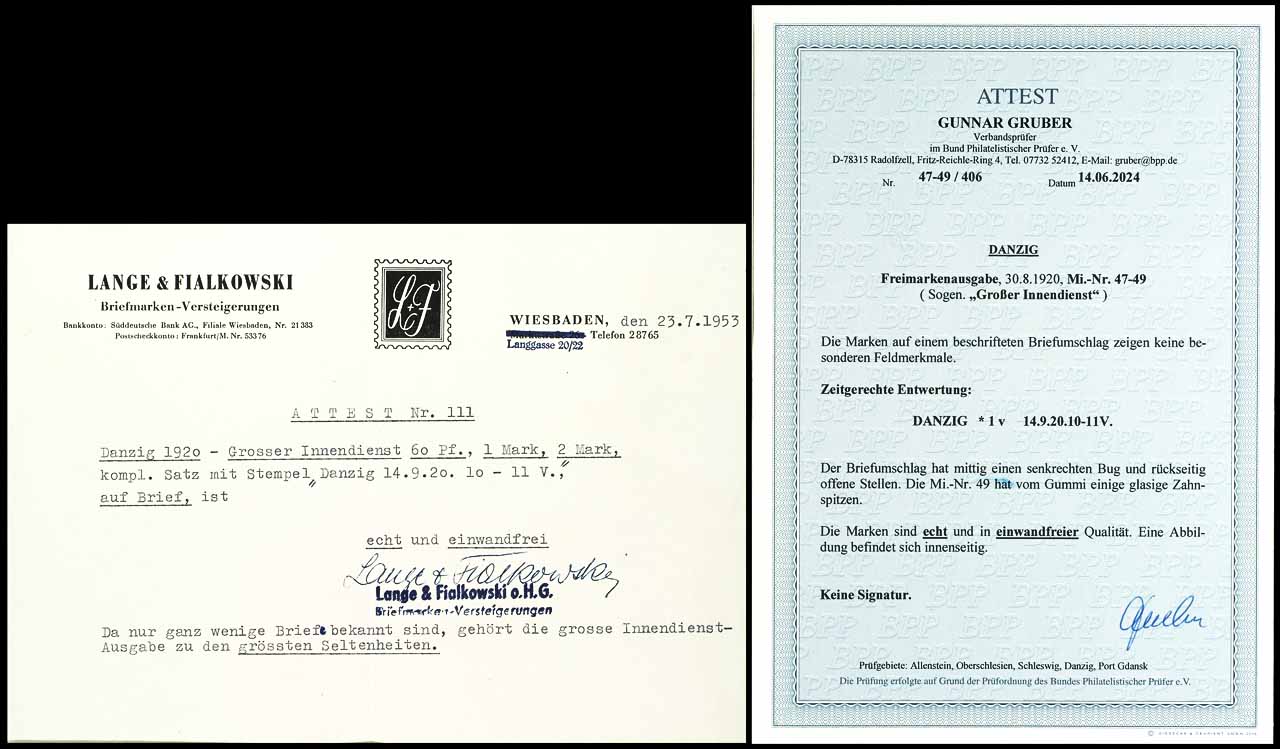 LANGE & FIALKOWSKI
Briefmarken-Versteigerungen
Bankkonto: Süddeutsche Bank AG., Filiale Wiesbaden, Nr. 21383
Postscheckkonto: Frankfurt/M. Nr. 53376
L+F
WIESBADEN, den 23.7.1953
Telefon 28765
Langgasse 20/22
A T T E S T Nr. 111
Danzig 192o - Grosser Innendienst 6o Pf., 1 Mark, 2 Mark,
kompl. Satz mit Stempel „Danzig 14.9.2o. 1o - 11 V.",
auf Brief, ist
echt und einwandfrei
Lange & Fialkowski
Lange & Fialkowski o.H.G.
Briefmarken-Versteigerungen
Da nur ganz wenige Briefe bekannt sind, gehört die grosse Innendienst-
Ausgabe zu den grössten Seltenheiten.
ATTEST
GUNNAR GRUBER
Verbandsprüfer
im Bund Philatelistischer Prüfer e. V.
D-78315 Radolfzell, Fritz-Reichle-Ring 4, Tel. 07732 52412, E-Mail: gruber@bpp.de
Nr. 47-49 / 406 Datum 14.06.2024
DANZIG
Freimarkenausgabe, 30.8.1920, Mi.-Nr. 47-49
( Sogen. „Großer Innendienst“ )
Die Marken auf einem beschrifteten Briefumschlag zeigen keine be-
sonderen Feldmerkmale.
Zeitgerechte Entwertung:
DANZIG * 1 v 14.9.20.10-11V.
Der Briefumschlag hat mittig einen senkrechten Bug und rückseitig
offene Stellen. Die Mi.-Nr. 49 hat vom Gummi einige glasige Zahn-
spitzen.
Die Marken sind echt und in einwandfreier Qualität. Eine Abbil-
dung befindet sich innenseitig.
Keine Signatur.
Prüfgebiete: Allenstein, Oberschlesien, Schleswig, Danzig, Port Gdansk
Die Prüfung erfolgte auf Grund der Prüfordnung des Bundes Philatelistischer Prüfer e.V.